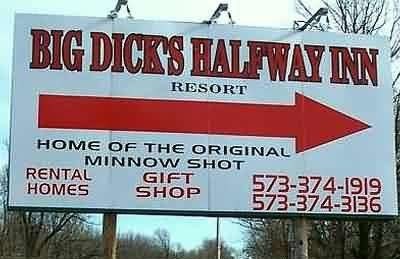 BIG DICK'S HALFWAY INN
RESORT
HOME OF THE ORIGINAL
MINNOW SHOT
RENTAL
HOMES
GIFT
SHOP
573-374-1919
573-374-3136